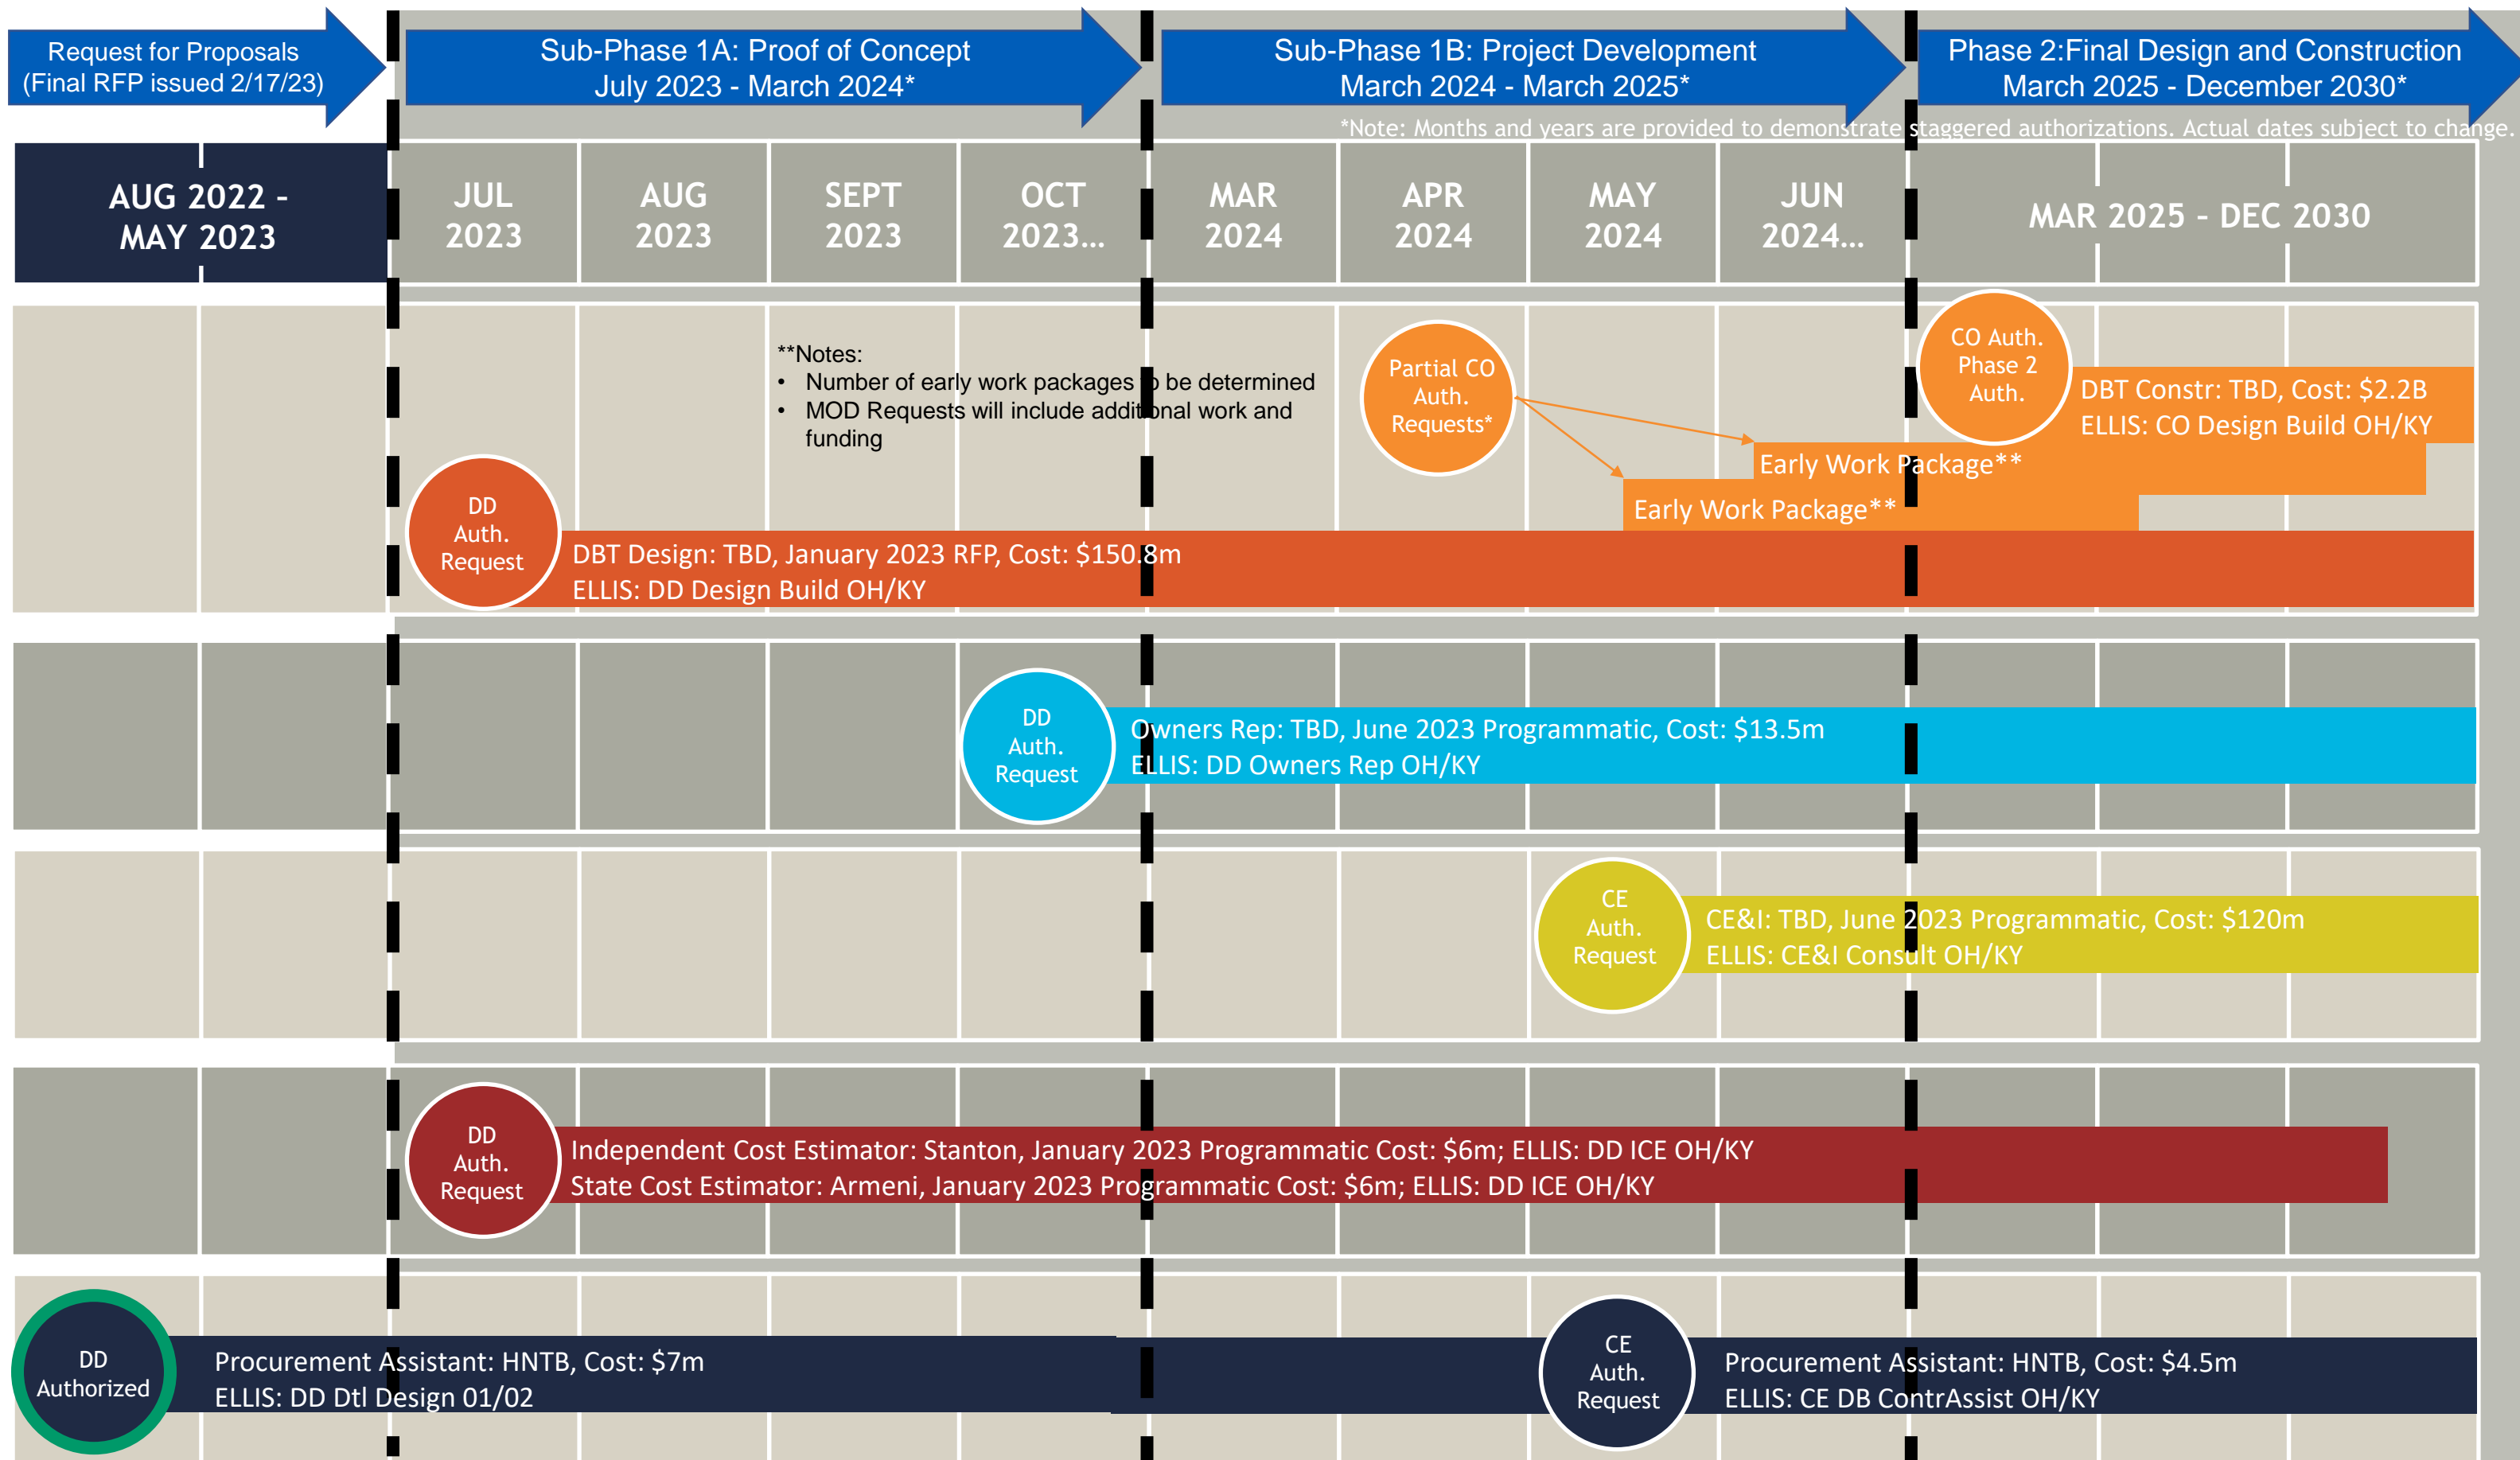 Request for Proposals
(Final RFP issued 2/17/23)
Sub-Phase 1A: Proof of Concept
July 2023 - March 2024*
Sub-Phase 1B: Project Development
March 2024 - March 2025*
Phase 2:Final Design and Construction
March 2025 - December 2030*
*Note: Months and years are provided to demonstrate staggered authorizations. Actual dates subject to change.
AUG 2022 -
MAY 2023
JUL
2023
AUG
2023
SEPT
2023
OCT
2023...
MAR
2024
APR
2024
MAY
2024
JUN
2024...
MAR 2025 - DEC 2030
**Notes:
• Number of early work packages to be determined
• MOD Requests will include additional work and
funding
Partial CO
Auth.
Requests*
CO Auth.
Phase 2
Auth.
DBT Constr: TBD, Cost: $2.2B
ELLIS: CO Design Build OH/KY
Early Work Package**
Early Work Package**
DD
Auth.
Request
DBT Design: TBD, January 2023 RFP, Cost: $150.8m
ELLIS: DD Design Build OH/KY
DD
Auth.
Request
Owners Rep: TBD, June 2023 Programmatic, Cost: $13.5m
ELLIS: DD Owners Rep OH/KY
CE
Auth.
Request
CE&I: TBD, June 2023 Programmatic, Cost: $120m
ELLIS: CE&I Consult OH/KY
DD
Auth.
Request
Independent Cost Estimator: Stanton, January 2023 Programmatic Cost: $6m; ELLIS: DD ICE OH/KY
State Cost Estimator: Armeni, January 2023 Programmatic Cost: $6m; ELLIS: DD ICE OH/KY
DD
Authorized
Procurement Assistant: HNTB, Cost: $7m
ELLIS: DD Dtl Design 01/02
CE
Auth.
Request
Procurement Assistant: HNTB, Cost: $4.5m
ELLIS: CE DB ContrAssist OH/KY